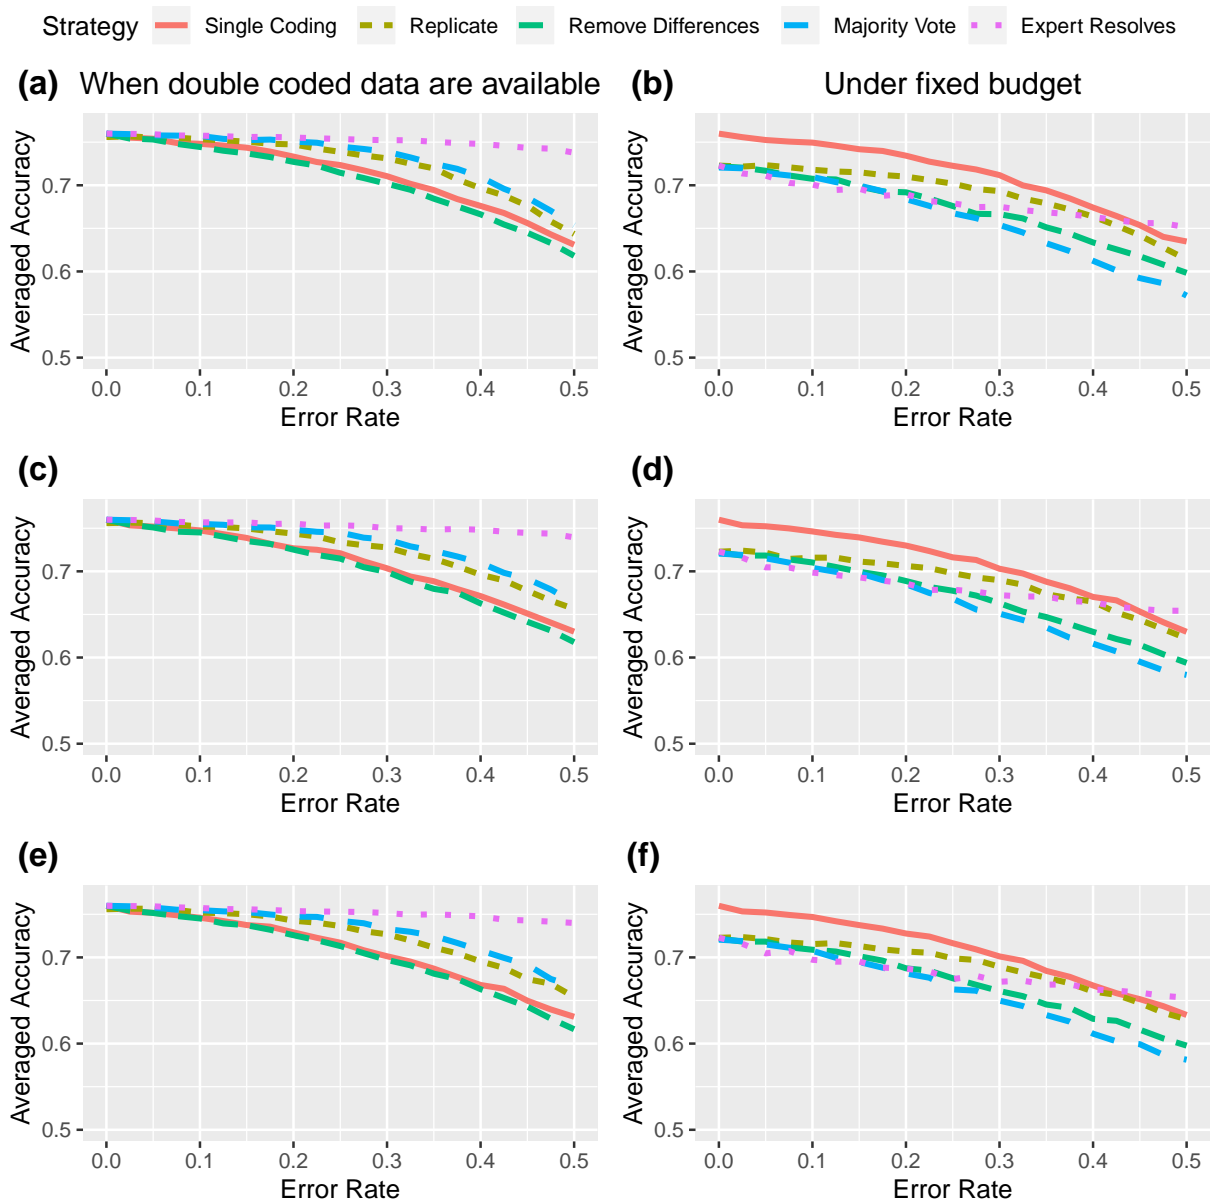 Strategy Single Coding Replicate Remove Differences Majority Vote Expert Resolves
(a) When double coded data are available
0.7
0.6
0.5
Averaged Accuracy
0.0 0.1 0.2 0.3 0.4 0.5
Error Rate
(b) Under fixed budget
0.7
0.6
0.5
Averaged Accuracy
0.0 0.1 0.2 0.3 0.4 0.5
Error Rate
(c)
0.7
0.6
0.5
Averaged Accuracy
0.0 0.1 0.2 0.3 0.4 0.5
Error Rate
(d)
0.7
0.6
0.5
Averaged Accuracy
0.0 0.1 0.2 0.3 0.4 0.5
Error Rate
(e)
0.7
0.6
0.5
Averaged Accuracy
0.0 0.1 0.2 0.3 0.4 0.5
Error Rate
(f)
0.7
0.6
0.5
Averaged Accuracy
0.0 0.1 0.2 0.3 0.4 0.5
Error Rate